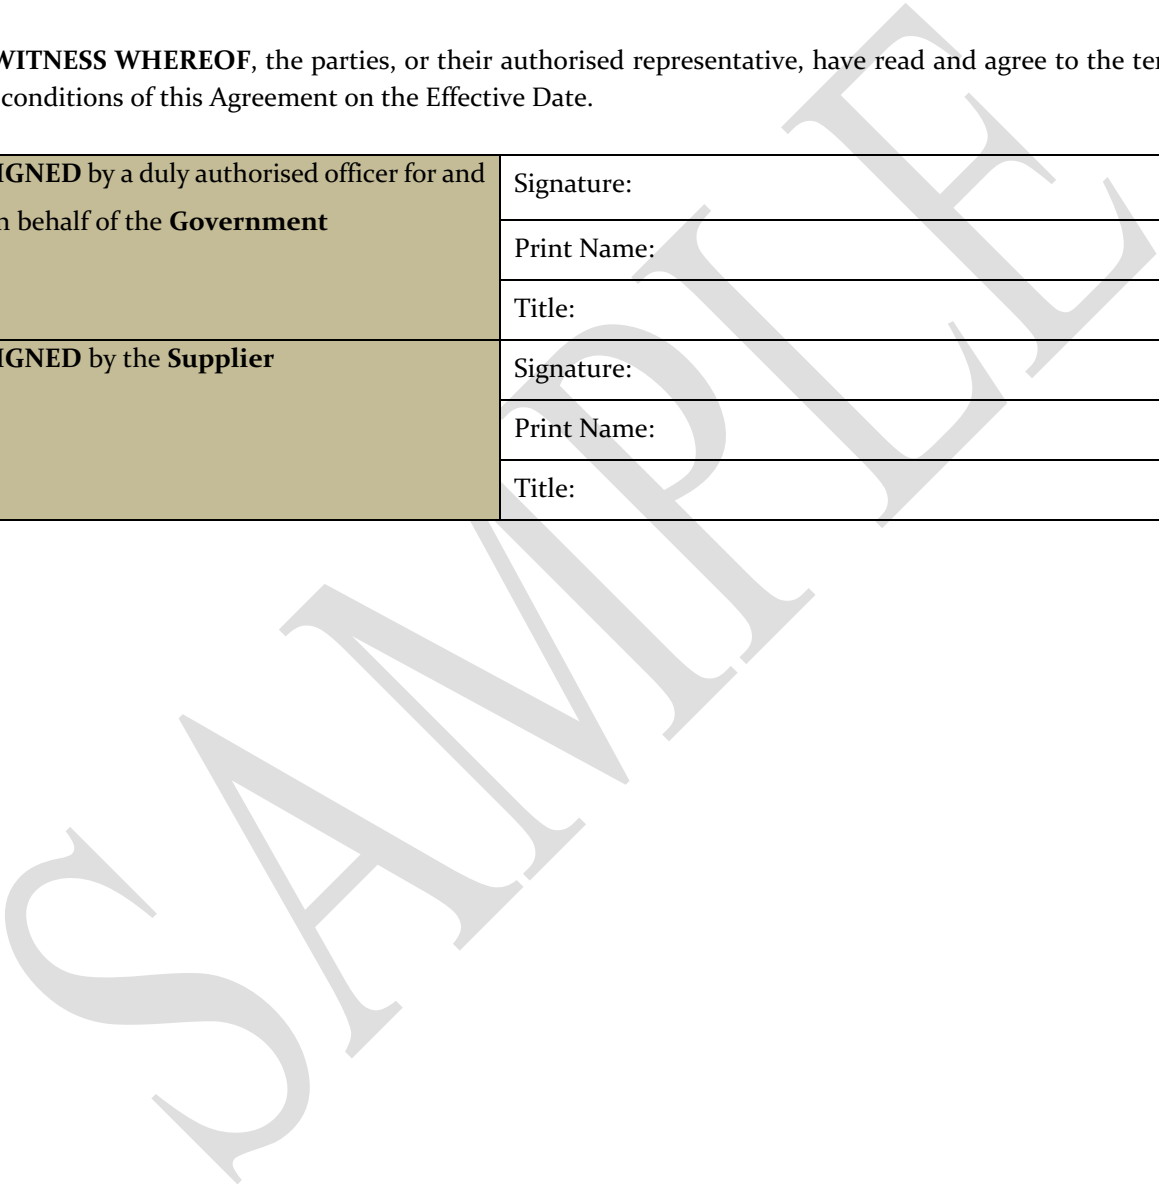 WITNESS WHEREOF, the parties, or their authorised representative, have read and agree to the
conditions of this Agreement on the Effective Date.
IGNED by a duly authorised officer for and
behalf of the Government
Signature:
Print Name:
Title:
IGNED by the Supplier
Signature:
Print Name:
Title:
SAMPLE